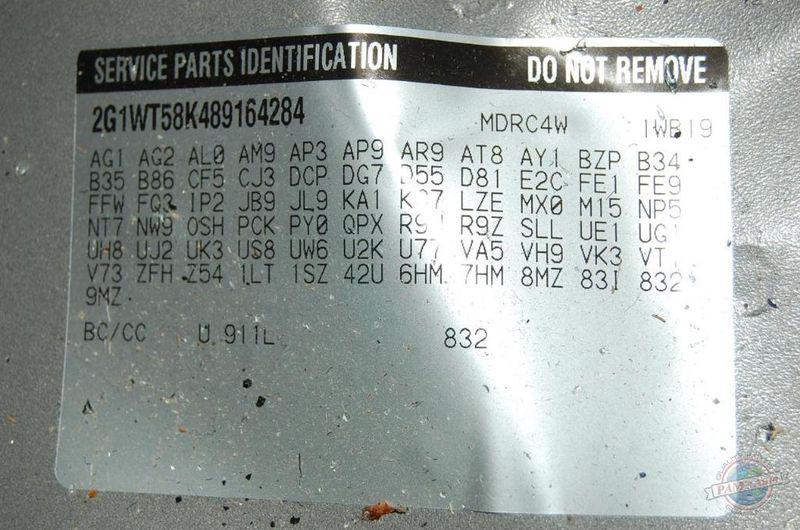 SERVICE PARTS IDENTIFICATION DO NOT REMOVE
2G1WT58K489164284 MDRC4W 1WB19
AG1 AG2 AL0 AM9 AP3 AP9 AR9 AT8 AY1 BZP B34
B35 B86 CF5 CJ3 DCP DG7 D55 D81 E2C FE1 FE9
FFW FQ3 IP2 JB9 JL9 KA1 LZE MX0 M15 NP5
NT7 NW9 OSH PCK PY0 QPX R9Z SLL UE1
UH8 UJ2 UK3 US8 UW6 U2K U77 VA5 VH9 VK3
V73 ZFH Z54 1LT 1SZ 42U 6HM 7HM 8MZ 83I 832
9MZ
BC/CC U 911L 832